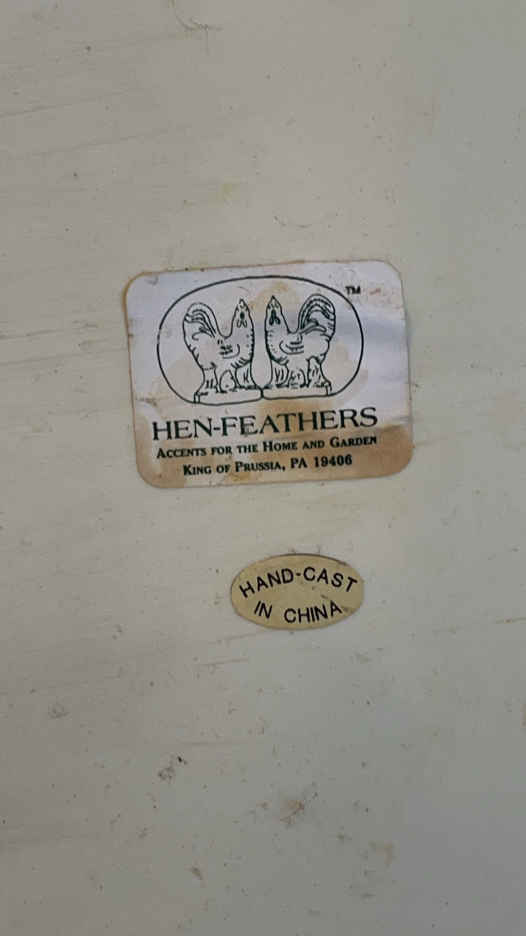 TM
HEN-FEATHERS
ACCENTS FOR THE HOME AND GARDEN
KING OF PRUSSIA, PA 19406
HAND-CAST
IN CHINA